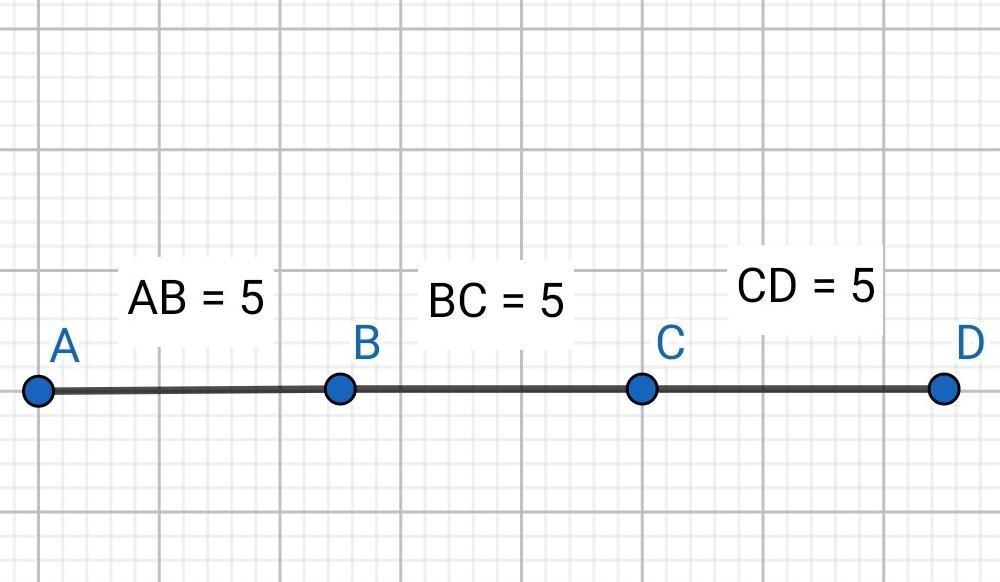 AB = 5
BC = 5
CD = 5
A
B
C
D